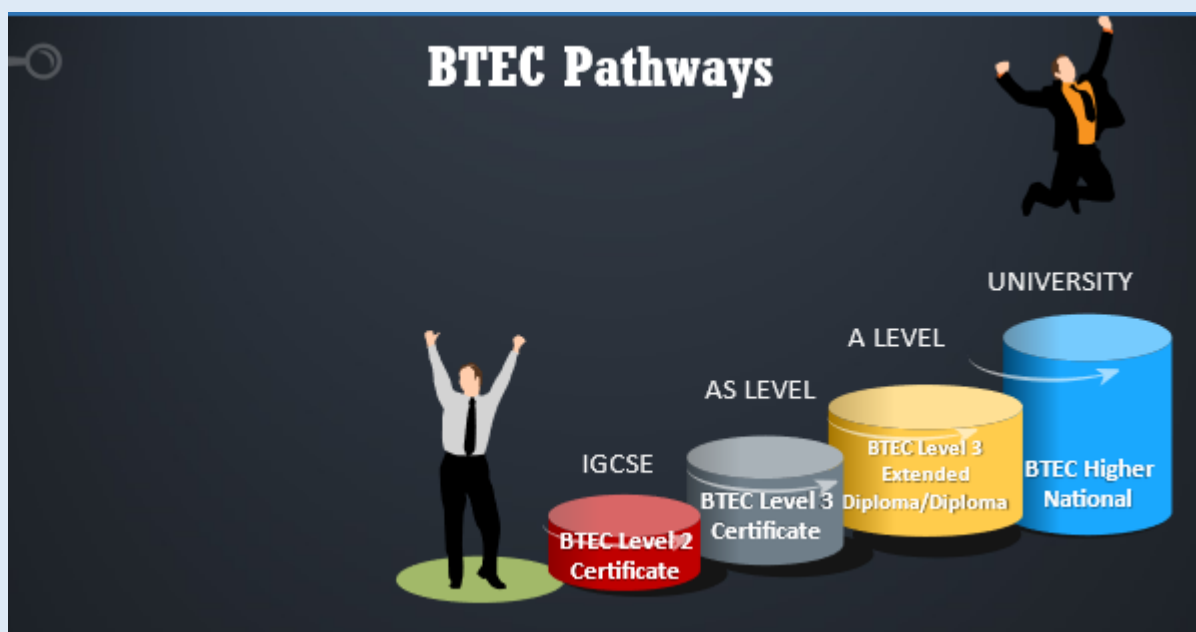 BTEC Pathways
UNIVERSITY
A LEVEL
AS LEVEL
IGCSE
BTEC Level 2
Certificate
BTEC Level 3
Certificate
BTEC Level 3
Extended
Diploma/Diploma
BTEC Higher
National